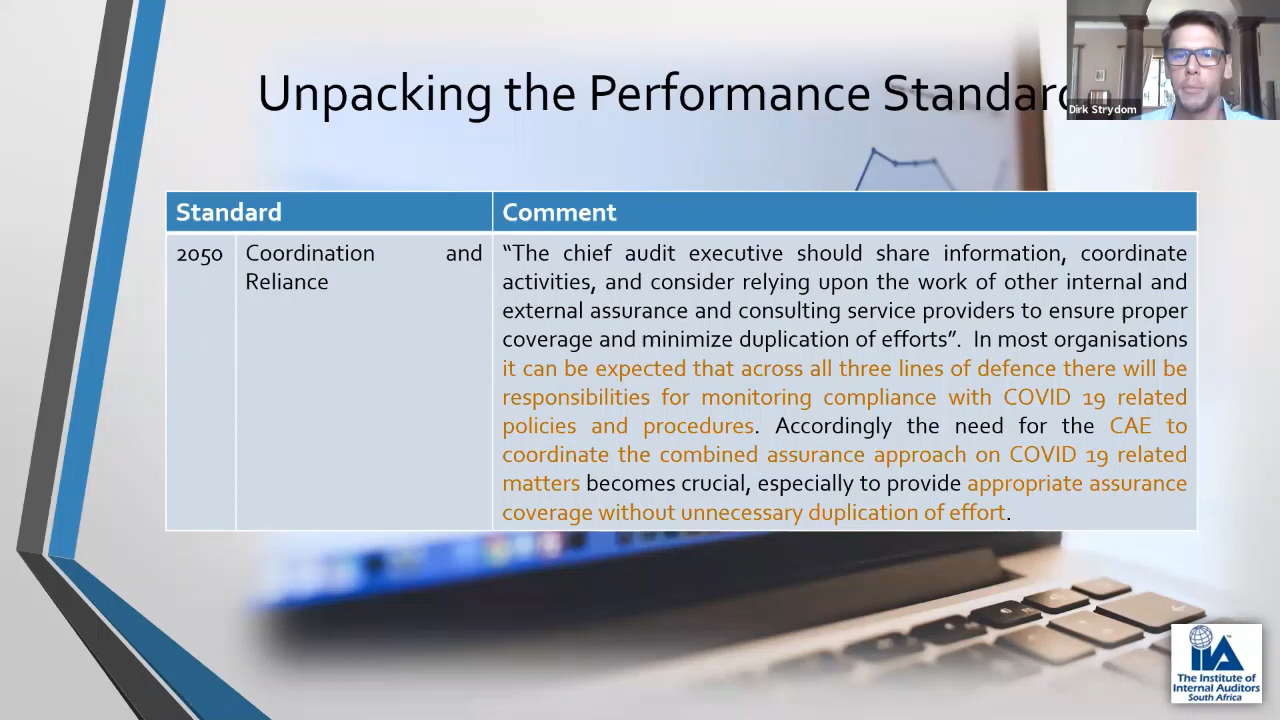 Unpacking the Performance Standard
Dirk Strydom
Standard Comment
2050 Coordination and
Reliance
“The chief audit executive should share information, coordinate
activities, and consider relying upon the work of other internal and
external assurance and consulting service providers to ensure proper
coverage and minimize duplication of efforts”. In most organisations
it can be expected that across all three lines of defence there will be
responsibilities for monitoring compliance with COVID 19 related
policies and procedures. Accordingly the need for the CAE to
coordinate the combined assurance approach on COVID 19 related
matters becomes crucial, especially to provide appropriate assurance
coverage without unnecessary duplication of effort.
IIA
The Institute of
Internal Auditors
South Africa